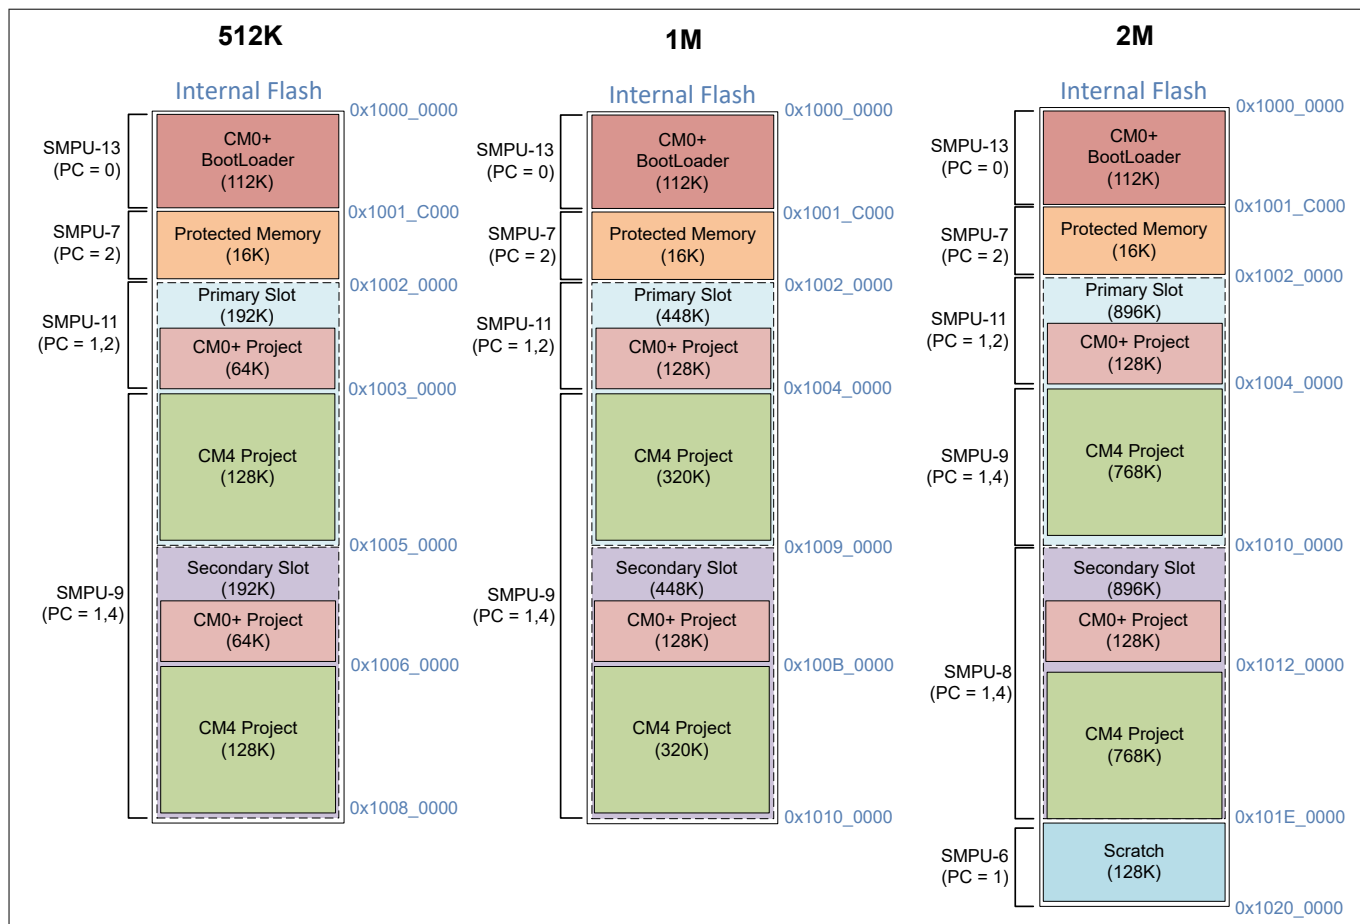 512K
Internal Flash
0x1000_0000
SMPU-13
(PC = 0)
CM0+
BootLoader
(112K)
0x1001_C000
SMPU-7
(PC = 2)
Protected Memory
(16K)
0x1002_0000
SMPU-11
(PC = 1,2)
Primary Slot
(192K)
CM0+ Project
(64K)
0x1003_0000
CM4 Project
(128K)
0x1005_0000
SMPU-9
(PC = 1,4)
Secondary Slot
(192K)
CM0+ Project
(64K)
0x1006_0000
CM4 Project
(128K)
0x1008_0000
1M
Internal Flash
0x1000_0000
SMPU-13
(PC = 0)
CM0+
BootLoader
(112K)
0x1001_C000
SMPU-7
(PC = 2)
Protected Memory
(16K)
0x1002_0000
SMPU-11
(PC = 1,2)
Primary Slot
(448K)
CM0+ Project
(128K)
0x1004_0000
CM4 Project
(320K)
0x1009_0000
SMPU-9
(PC = 1,4)
Secondary Slot
(448K)
CM0+ Project
(128K)
0x100B_0000
CM4 Project
(320K)
0x1010_0000
2M
Internal Flash
0x1000_0000
SMPU-13
(PC = 0)
CM0+
BootLoader
(112K)
0x1001_C000
SMPU-7
(PC = 2)
Protected Memory
(16K)
0x1002_0000
SMPU-11
(PC = 1,2)
Primary Slot
(896K)
CM0+ Project
(128K)
0x1004_0000
SMPU-9
(PC = 1,4)
CM4 Project
(768K)
0x1010_0000
SMPU-8
(PC = 1,4)
Secondary Slot
(896K)
CM0+ Project
(128K)
0x1012_0000
CM4 Project
(768K)
0x101E_0000
SMPU-6
(PC = 1)
Scratch
(128K)
0x1020_0000